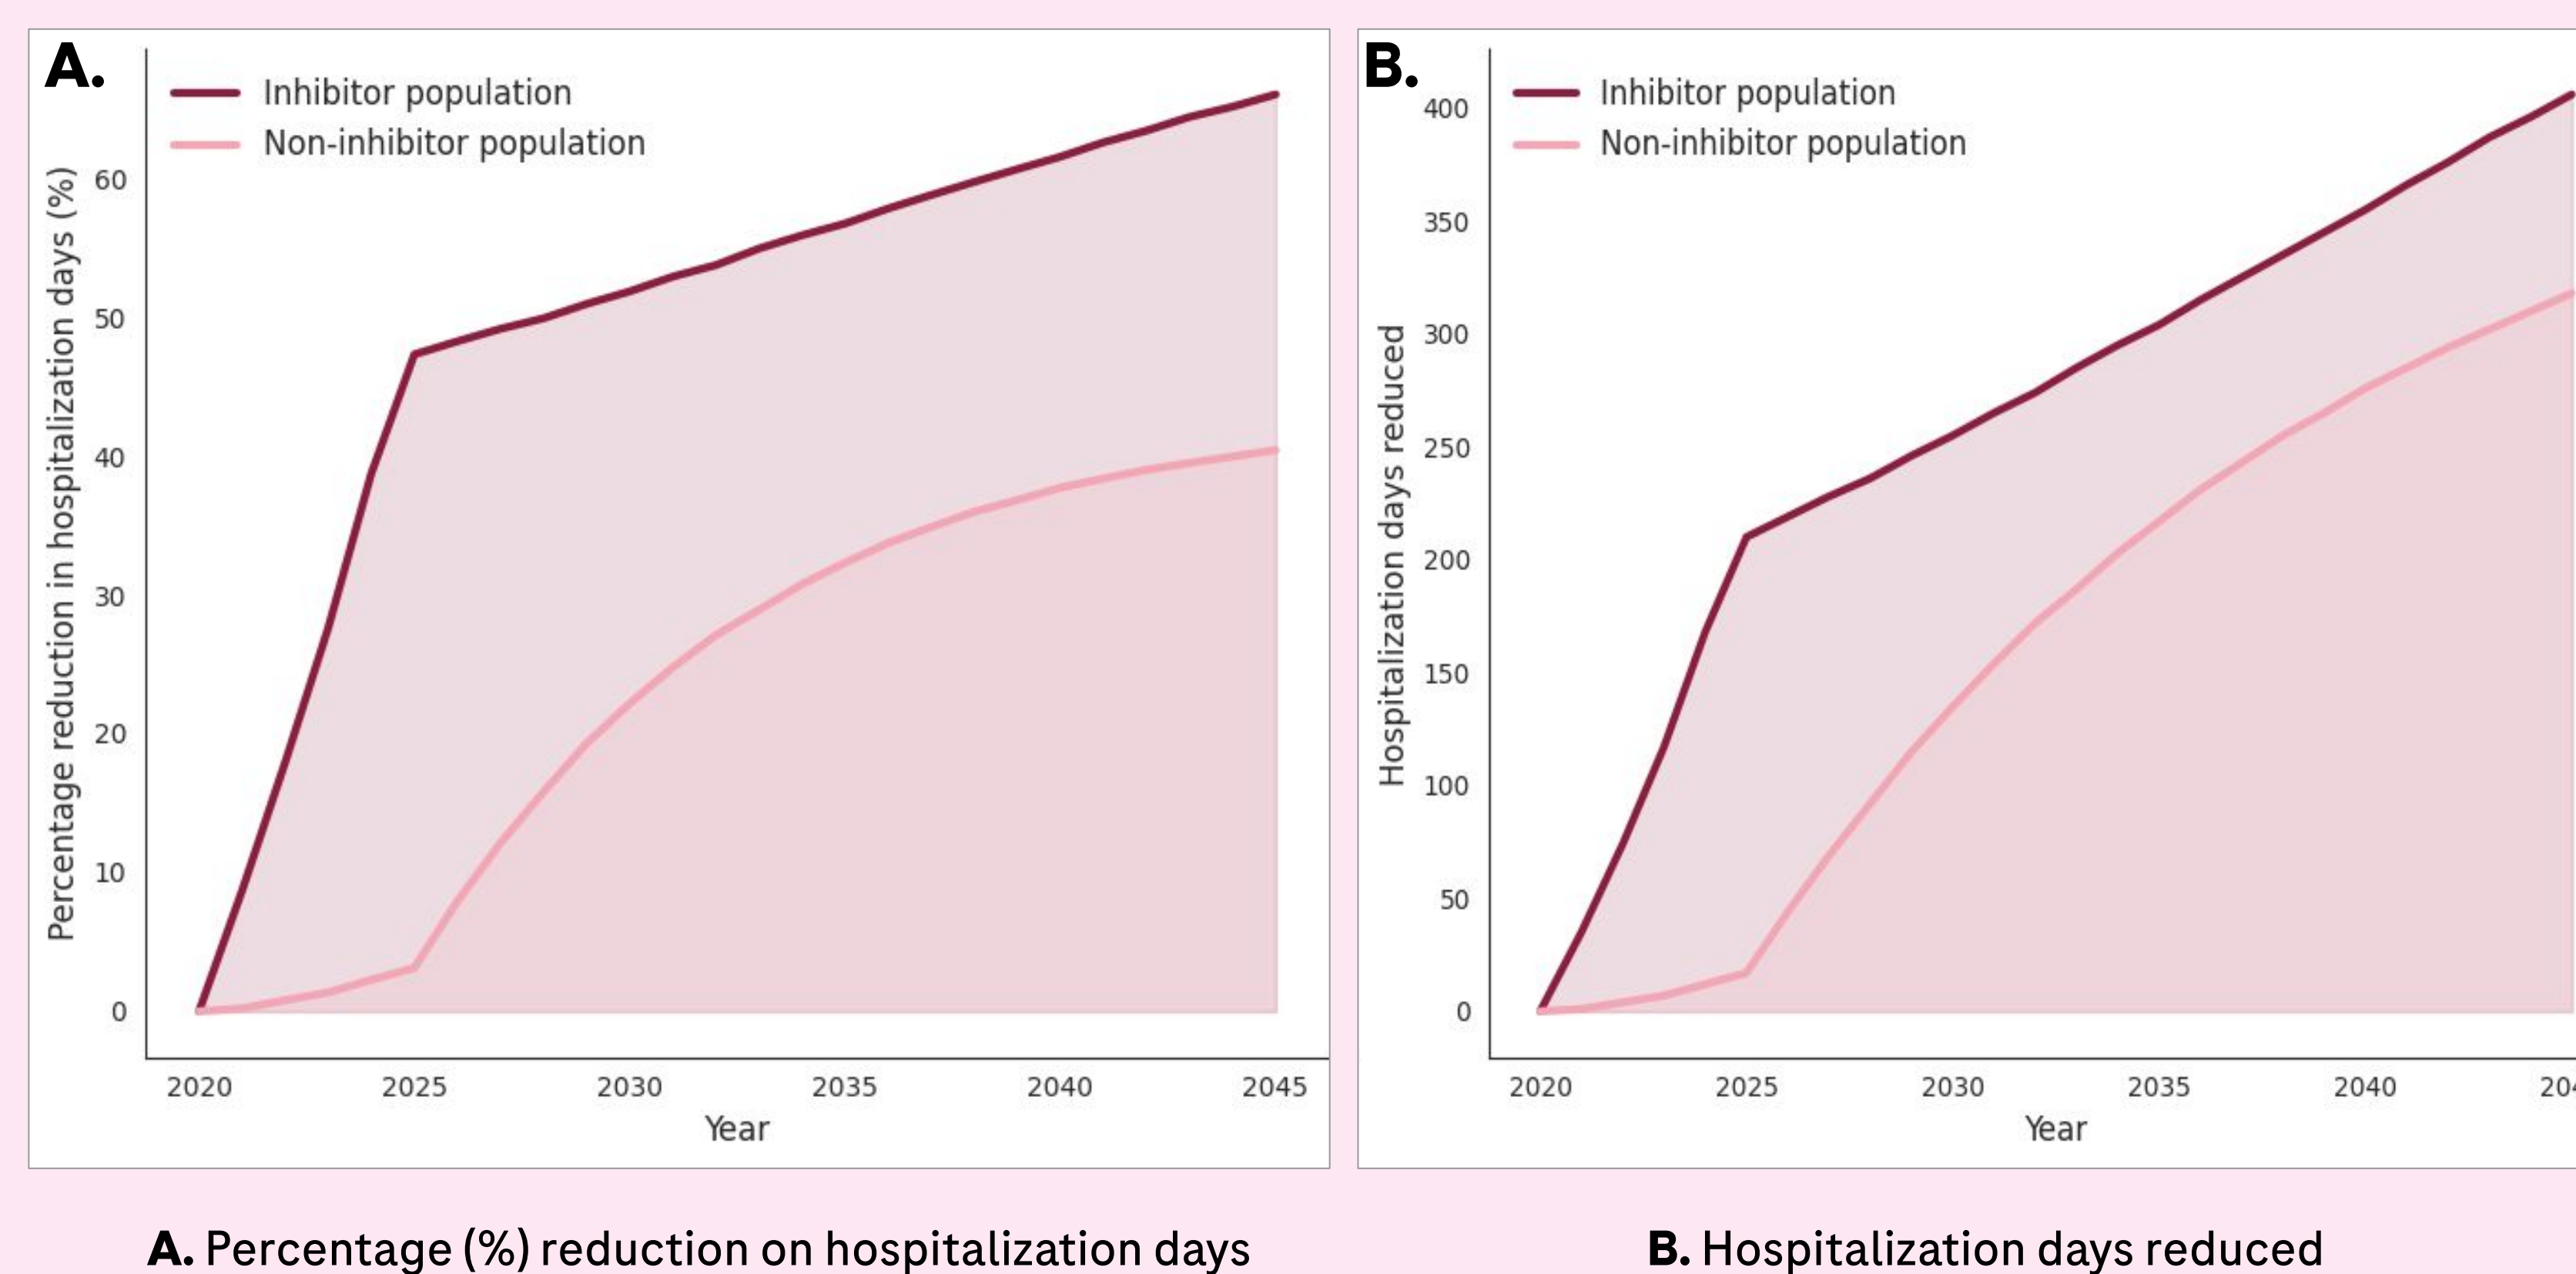 A.
Inhibitor population
Non-inhibitor population
Percentage reduction in hospitalization days (%)
60
50
40
30
20
10
0
2020 2025 2030 2035 2040 2045
Year
B.
Inhibitor population
Non-inhibitor population
Hospitalization days reduced
400
350
300
250
200
150
100
50
0
2020 2025 2030 2035 2040 204
Year
A. Percentage (%) reduction on hospitalization days
B. Hospitalization days reduced